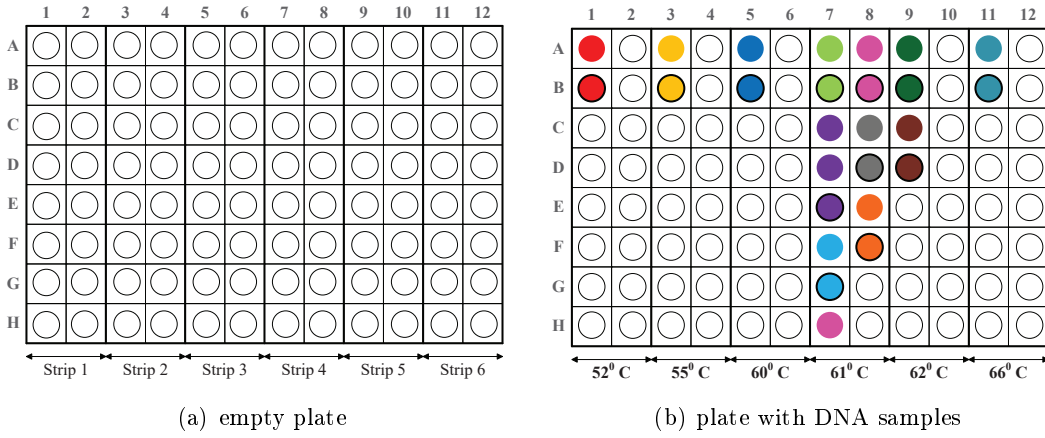 1 2 3 4 5 6 7 8 9 10 11 12
A
B
C
D
E
F
G
H
Strip 1 Strip 2 Strip 3 Strip 4 Strip 5 Strip 6
(a) empty plate
1 2 3 4 5 6 7 8 9 10 11 12
A
B
C
D
E
F
G
H
52⁰ C 55⁰ C 60⁰ C 61⁰ C 62⁰ C 66⁰ C
(b) plate with DNA samples